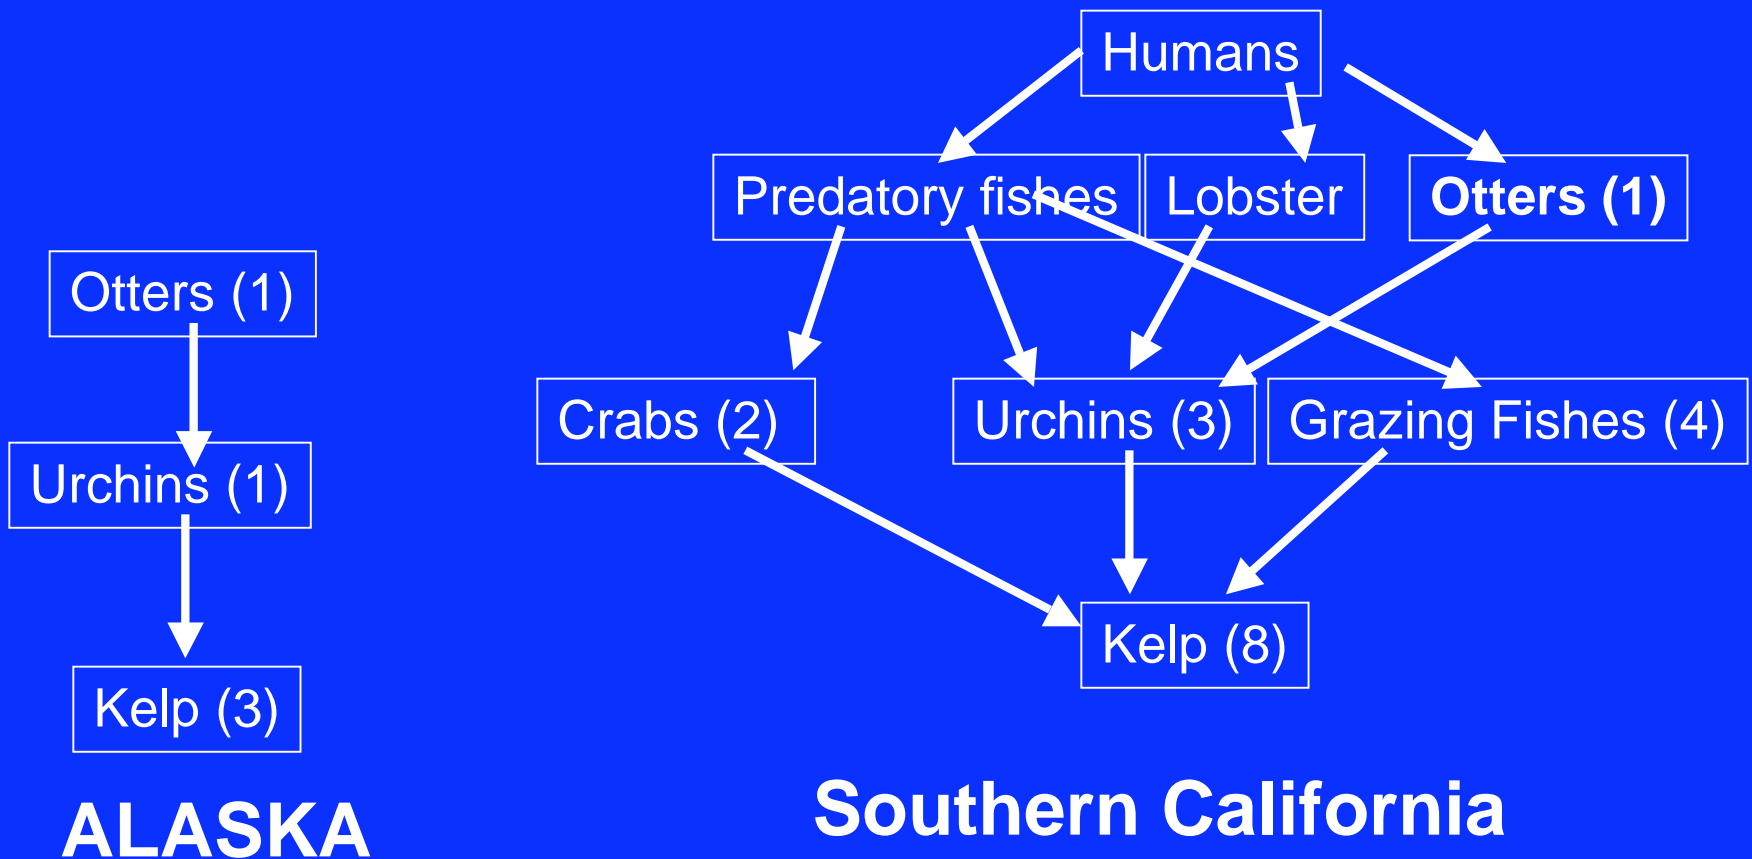 Humans
Predatory fishes
Lobster
Otters (1)
Otters (1)
Crabs (2)
Urchins (3)
Grazing Fishes (4)
Urchins (1)
Kelp (8)
Kelp (3)
Southern California
ALASKA